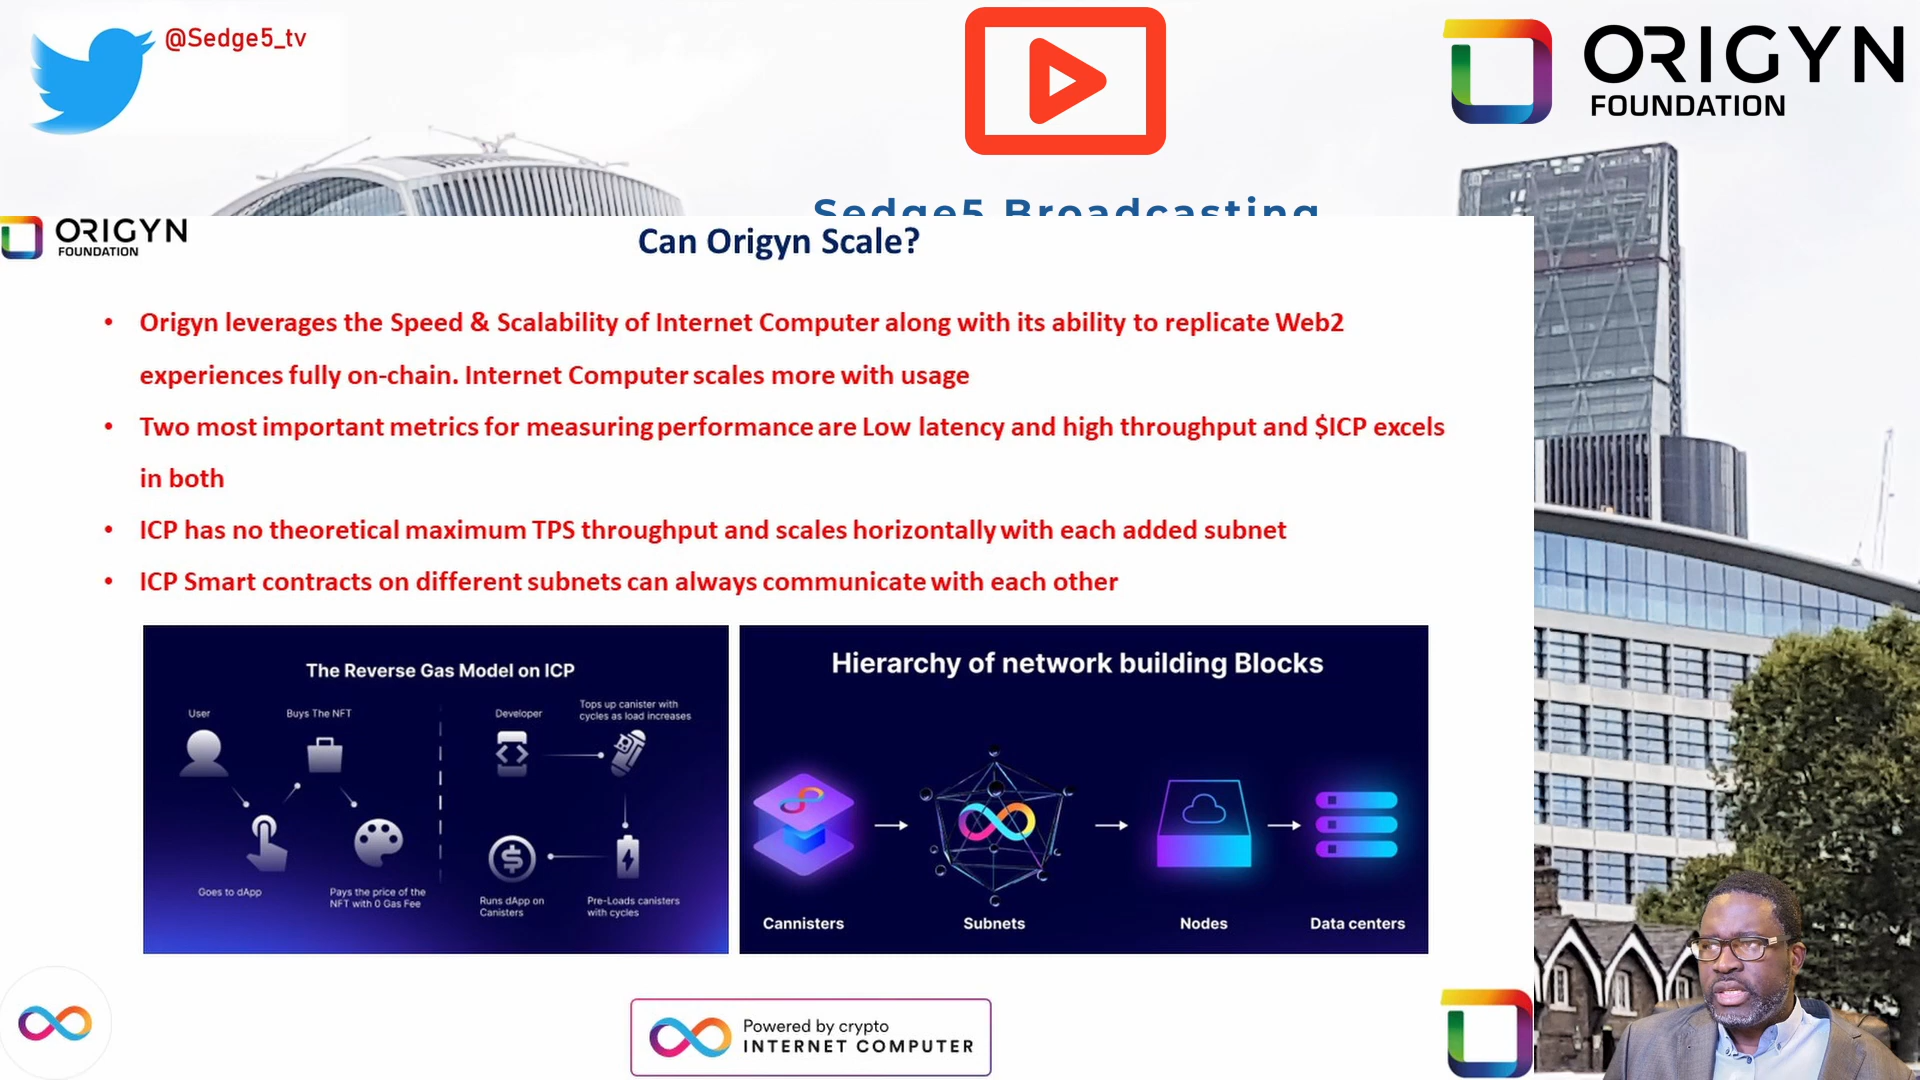 @Sedge5_tv
ORIGYN
FOUNDATION
Sedge5 Broadcasting
ORIGYN
FOUNDATION
Can Origyn Scale?
• Origyn leverages the Speed & Scalability of Internet Computer along with its ability to replicate Web2
experiences fully on-chain. Internet Computer scales more with usage
• Two most important metrics for measuring performance are Low latency and high throughput and $ICP excels
in both
• ICP has no theoretical maximum TPS throughput and scales horizontally with each added subnet
• ICP Smart contracts on different subnets can always communicate with each other
The Reverse Gas Model on ICP
User
Buys The NFT
Goes to dApp
Pays the price of the
NFT with 0 Gas Fee
Developer
Tops up canister with
cycles as load increases
Runs dApp on
Canisters
Pre-Loads canisters
with cycles
Hierarchy of network building Blocks
Cannisters
Subnets
Nodes
Data centers
Powered by crypto
INTERNET COMPUTER